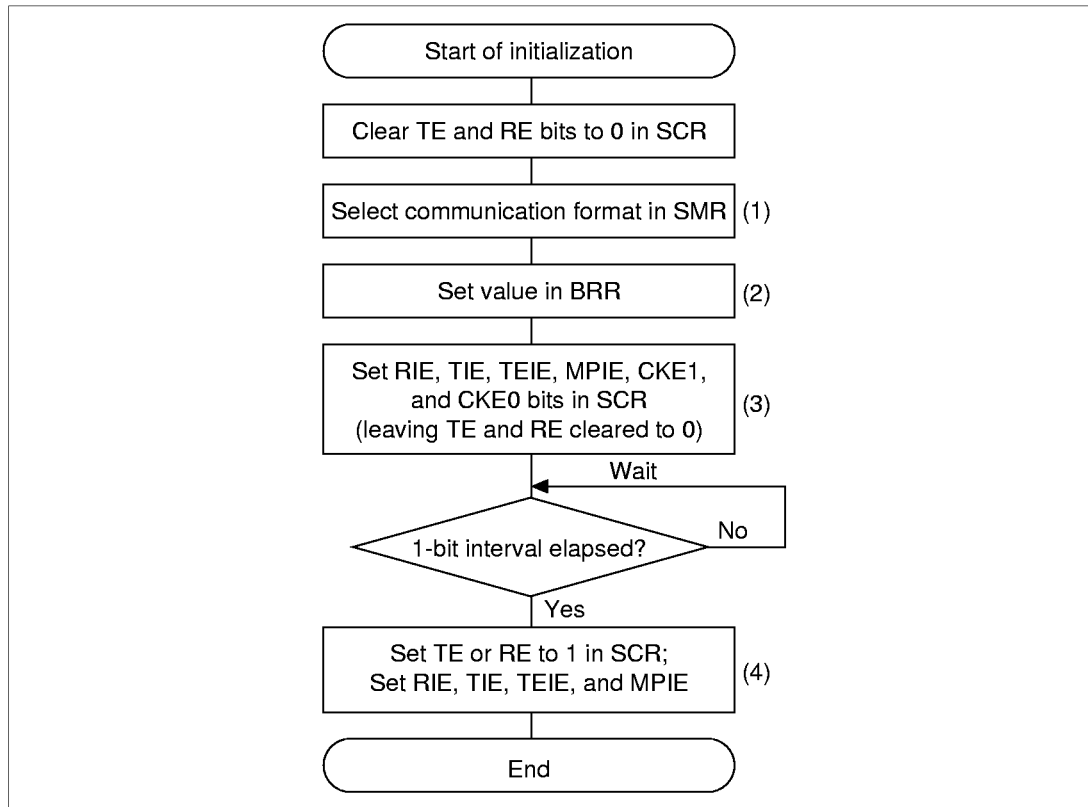 Start of initialization
Clear TE and RE bits to 0 in SCR
Select communication format in SMR
(1)
Set value in BRR
(2)
Set RIE, TIE, TEIE, MPIE, CKE1,
and CKE0 bits in SCR
(leaving TE and RE cleared to 0)
(3)
Wait
1-bit interval elapsed?
No
Yes
Set TE or RE to 1 in SCR;
Set RIE, TIE, TEIE, and MPIE
(4)
End